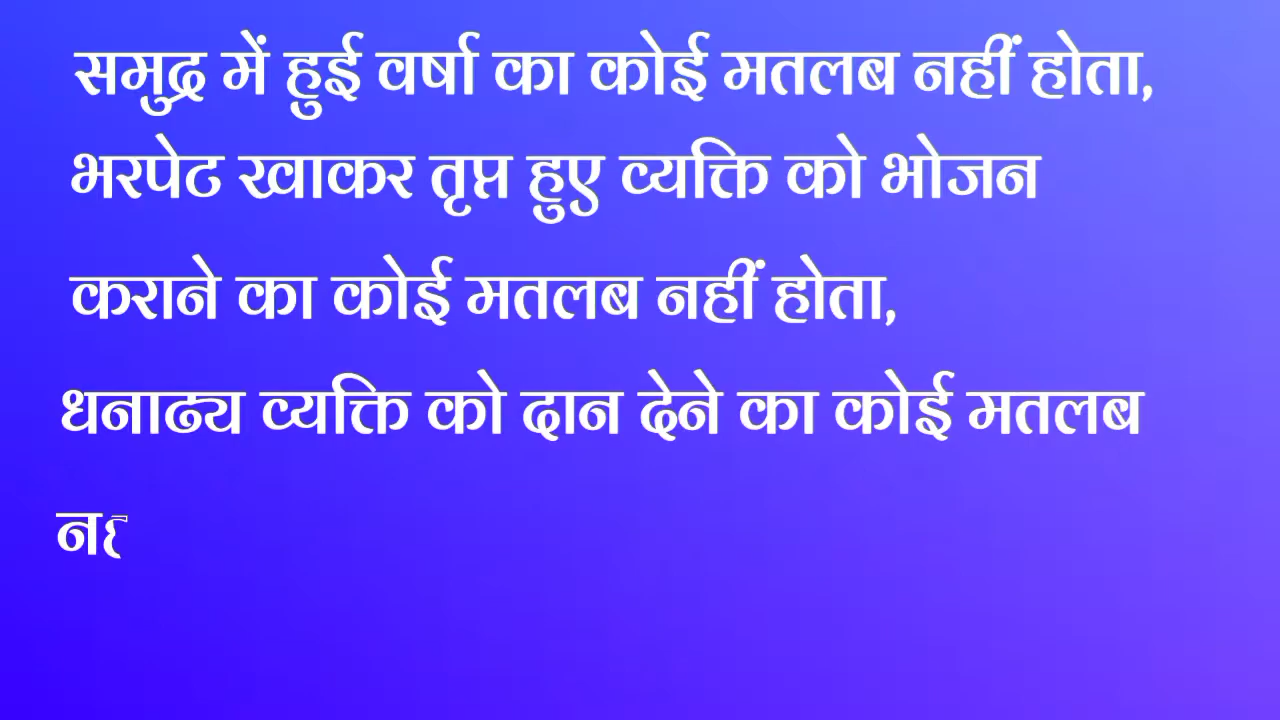 समुद्र में हुई वर्षा का कोई मतलब नहीं होता,
भरपेट खाकर तृप्त हुए व्यक्ति को भोजन
कराने का कोई मतलब नहीं होता,
धनाढ्य व्यक्ति को दान देने का कोई मतलब